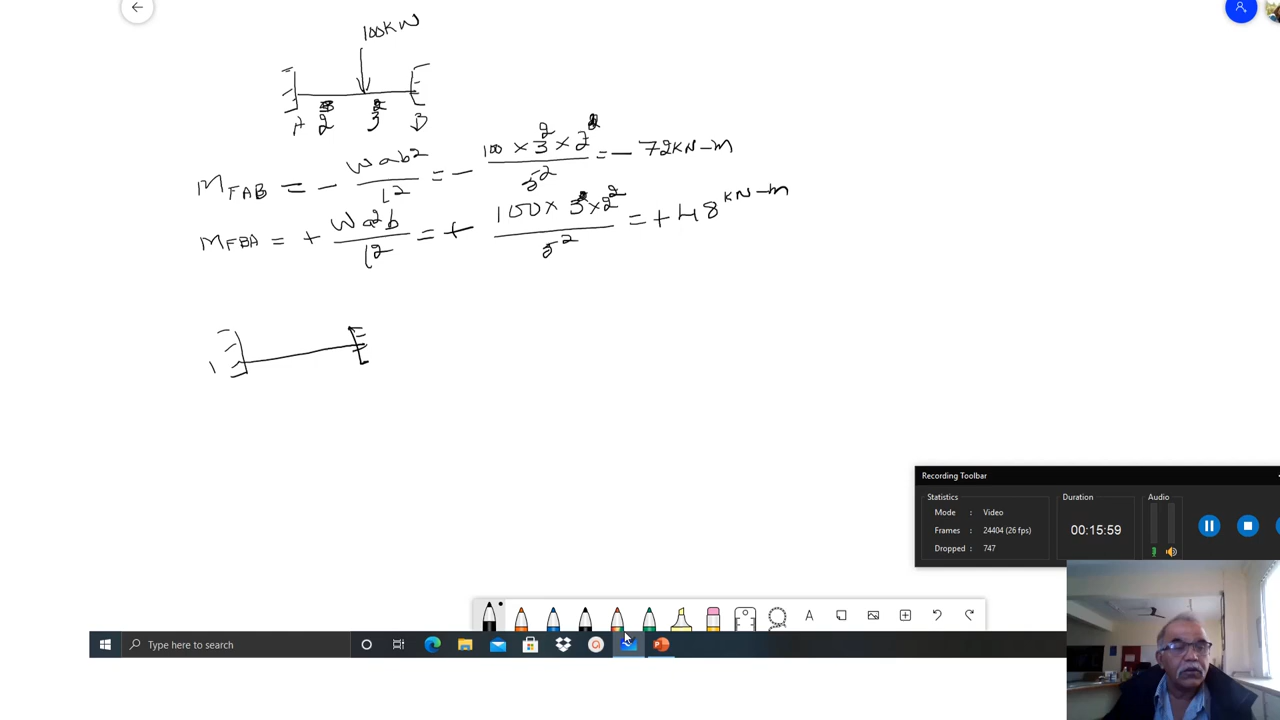 100KN
A 2 3 B
MFAB = - Wab²/l² = - 100 × 3² × 2/5² = - 72KN-m
MFBA = + Wa²b/l² = + 100 × 3 × 2²/5² = + 48 KN-m
Recording Toolbar
Statistics Duration Audio
Mode : Video
Frames : 24404 (26 fps) 00:15:59
Dropped : 747
Type here to search